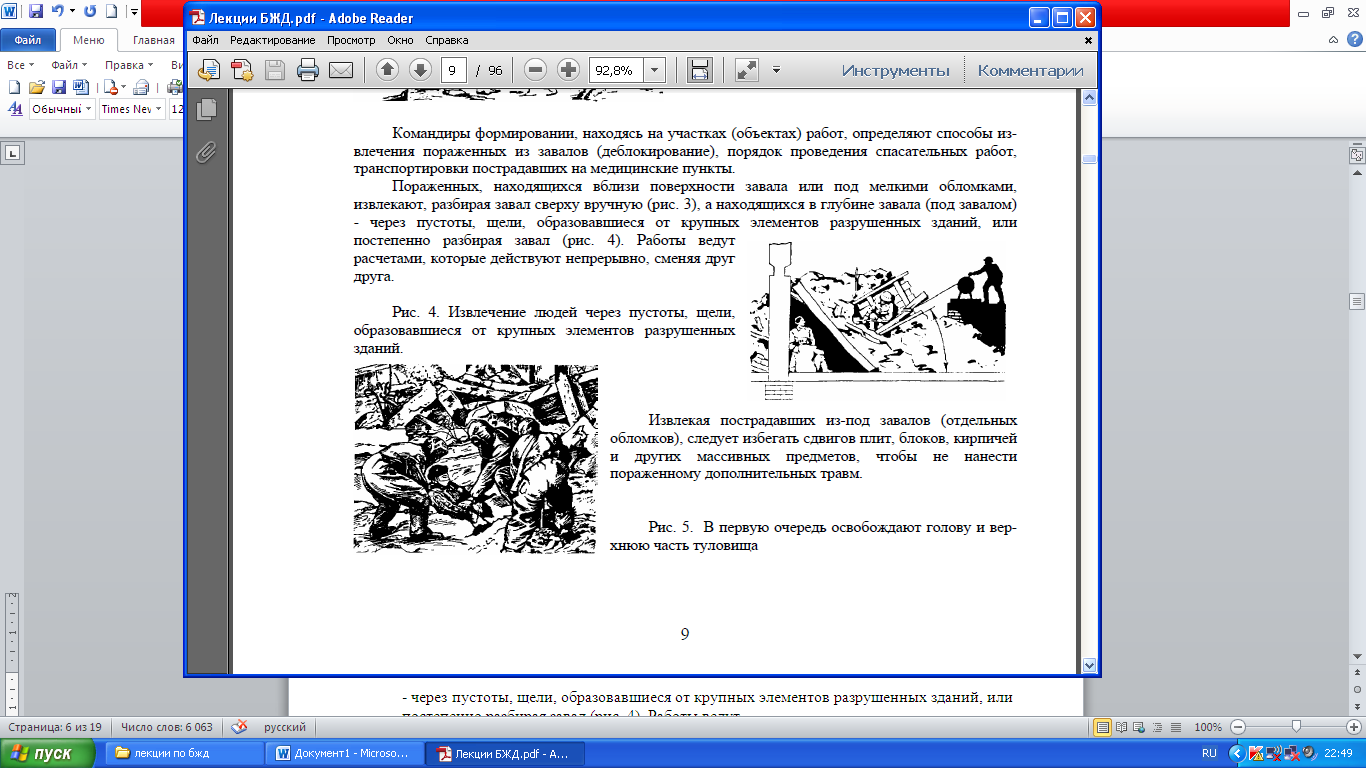 Лекции БЖД.pdf - Adobe Reader
Файл Редактирование Просмотр Окно Справка
9 / 96 92,8% Инструменты Комментарии
Файл Меню Главная
Все Файл Правка
Обычный Times Nev 12
Командиры формировании, находясь на участках (объектах) работ, определяют способы из-
влечения пораженных из завалов (деблокирование), порядок проведения спасательных работ,
транспортировки пострадавших на медицинские пункты.
Пораженных, находящихся вблизи поверхности завала или под мелкими обломками,
извлекают, разбирая завал сверху вручную (рис. 3), а находящихся в глубине завала (под завалом)
- через пустоты, щели, образовавшиеся от крупных элементов разрушенных зданий, или
постепенно разбирая завал (рис. 4). Работы ведут
расчетами, которые действуют непрерывно, сменяя друг
друга.
Рис. 4. Извлечение людей через пустоты, щели,
образовавшиеся от крупных элементов разрушенных
зданий.
Извлекая пострадавших из-под завалов (отдельных
обломков), следует избегать сдвигов плит, блоков, кирпичей
и других массивных предметов, чтобы не нанести
пораженному дополнительных травм.
Рис. 5. В первую очередь освобождают голову и вер-
хнюю часть туловища
9
- через пустоты, щели, образовавшиеся от крупных элементов разрушенных зданий, или
постепенно разбирая завал (рис. 4). Работы ведут
Страница: 6 из 19 Число слов: 6 063 русский 100%
пуск лекции по бжд Документ1 - Microso... Лекции БЖД.pdf - A... RU 22:49